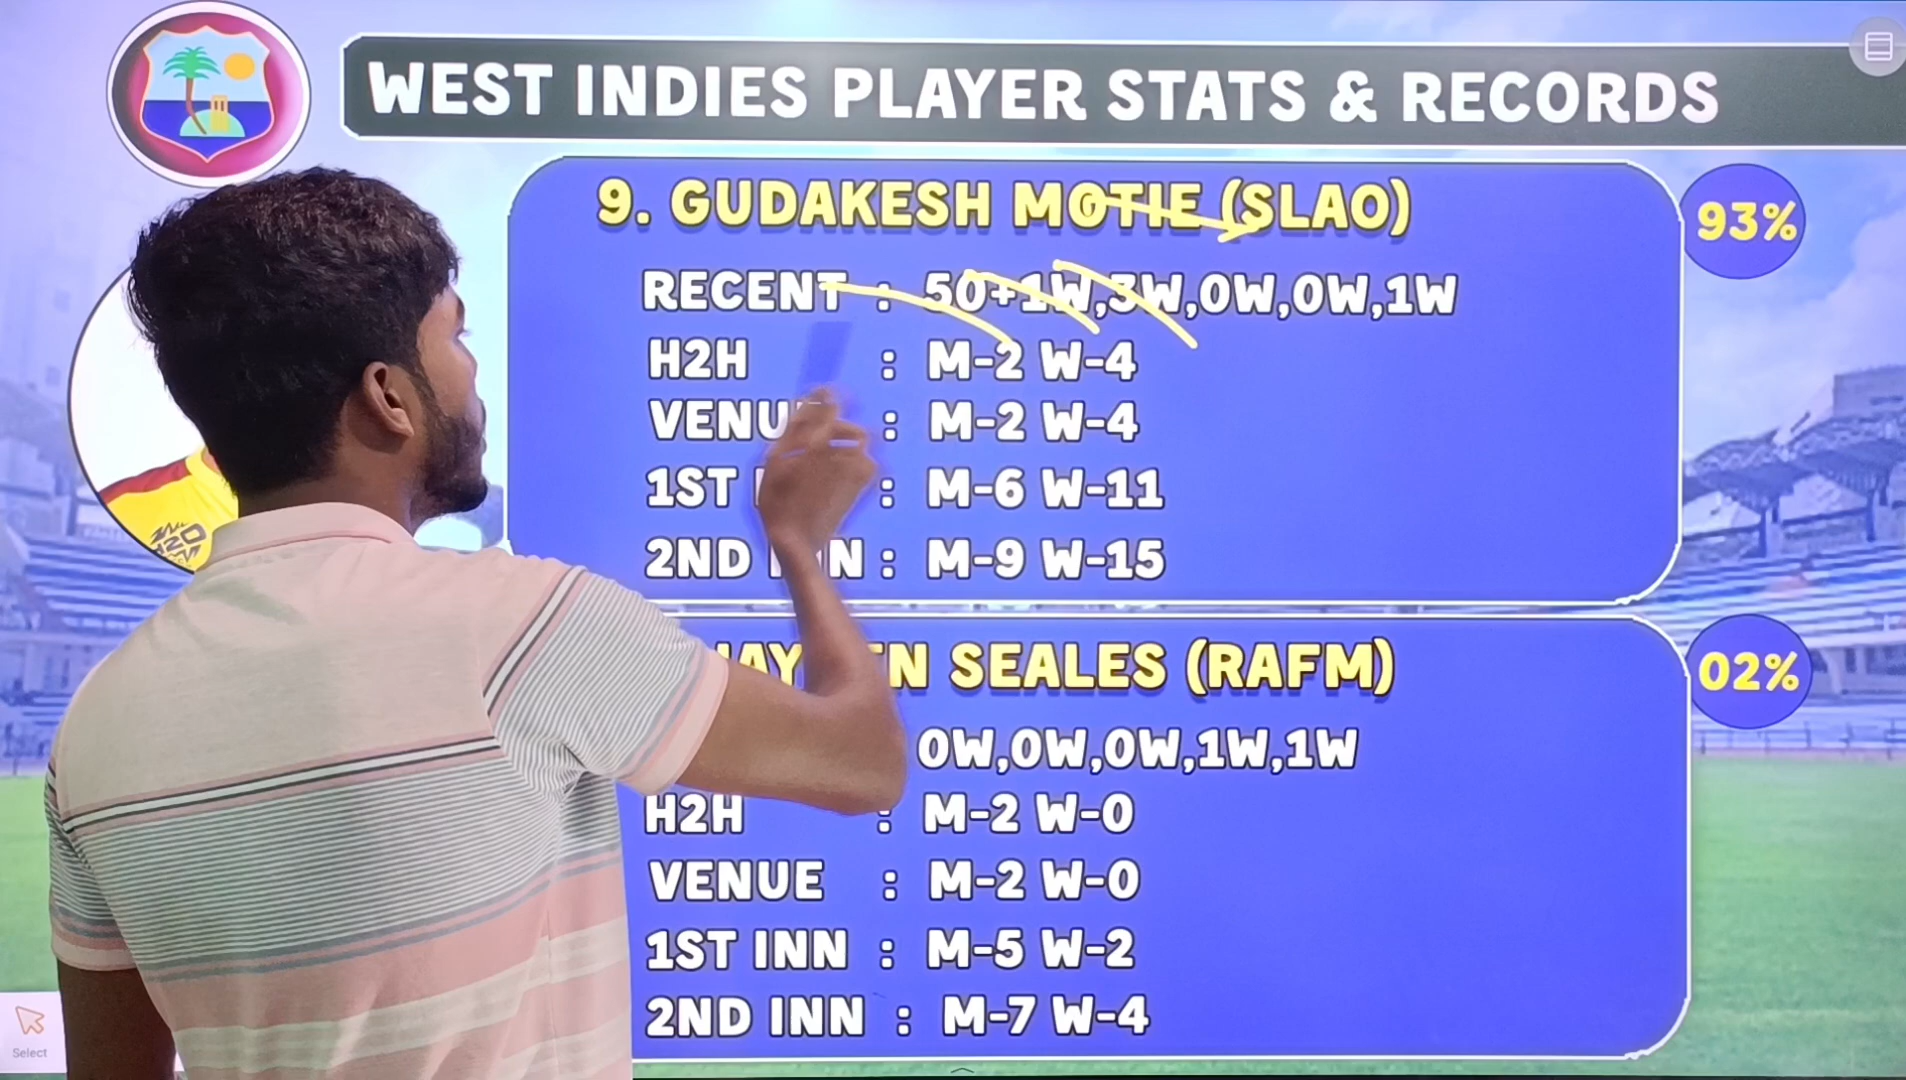 WEST INDIES PLAYER STATS & RECORDS
9. GUDAKESH MOTIE (SLAO)
93%
RECENT : 50+1W,3W,0W,0W,1W
H2H : M-2 W-4
VENUE : M-2 W-4
1ST : M-6 W-11
2ND INN : M-9 W-15
SEALES (RAFM)
02%
0W,0W,0W,1W,1W
H2H : M-2 W-0
VENUE : M-2 W-0
1ST INN : M-5 W-2
2ND INN : M-7 W-4
Select